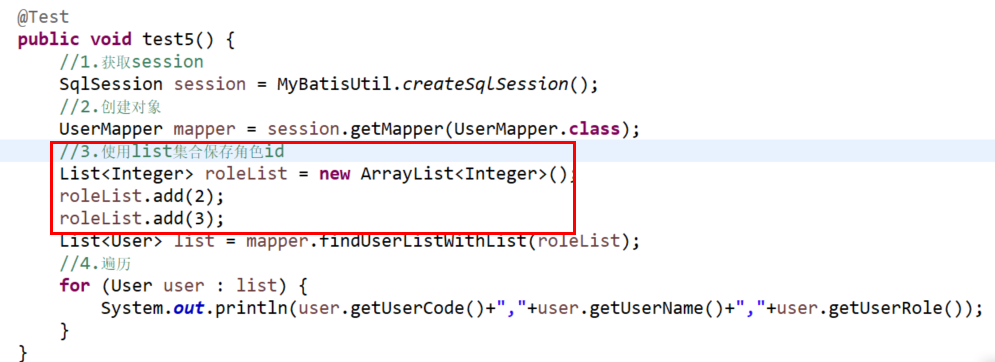 @Test
public void test5() {
//1.获取session
SqlSession session = MyBatisUtil.createSqlSession();
//2.创建对象
UserMapper mapper = session.getMapper(UserMapper.class);
//3.使用list集合保存角色id
List<Integer> roleList = new ArrayList<Integer>();
roleList.add(2);
roleList.add(3);
List<User> list = mapper.findUserListWithList(roleList);
//4.遍历
for (User user : list) {
System.out.println(user.getUserCode()+","+user.getUserName()+","+user.getUserRole());
}
}